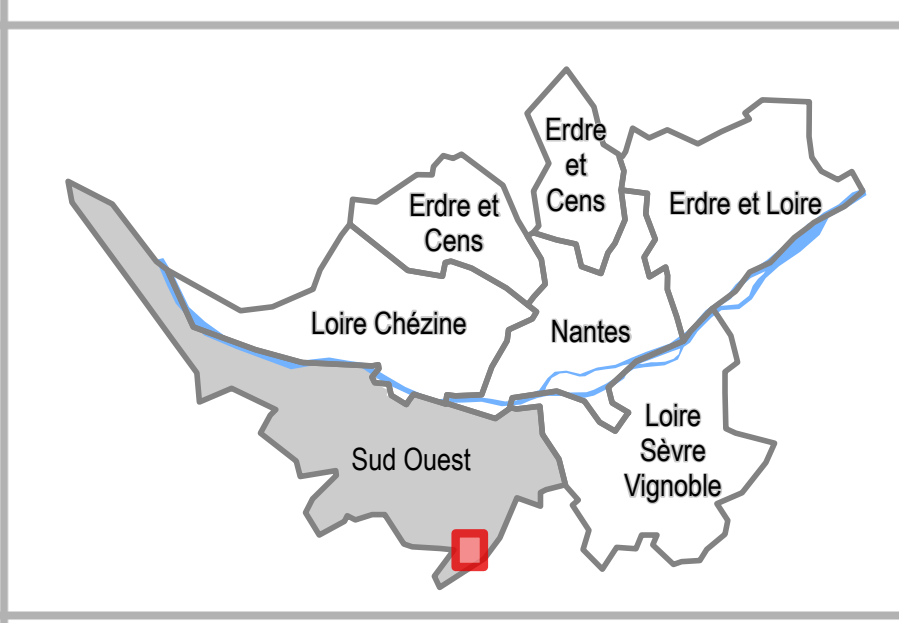 Erdre
et
Cens
Erdre et
Cens
Erdre et Loire
Loire Chézine
Nantes
Loire
Sèvre
Vignoble
Sud Ouest